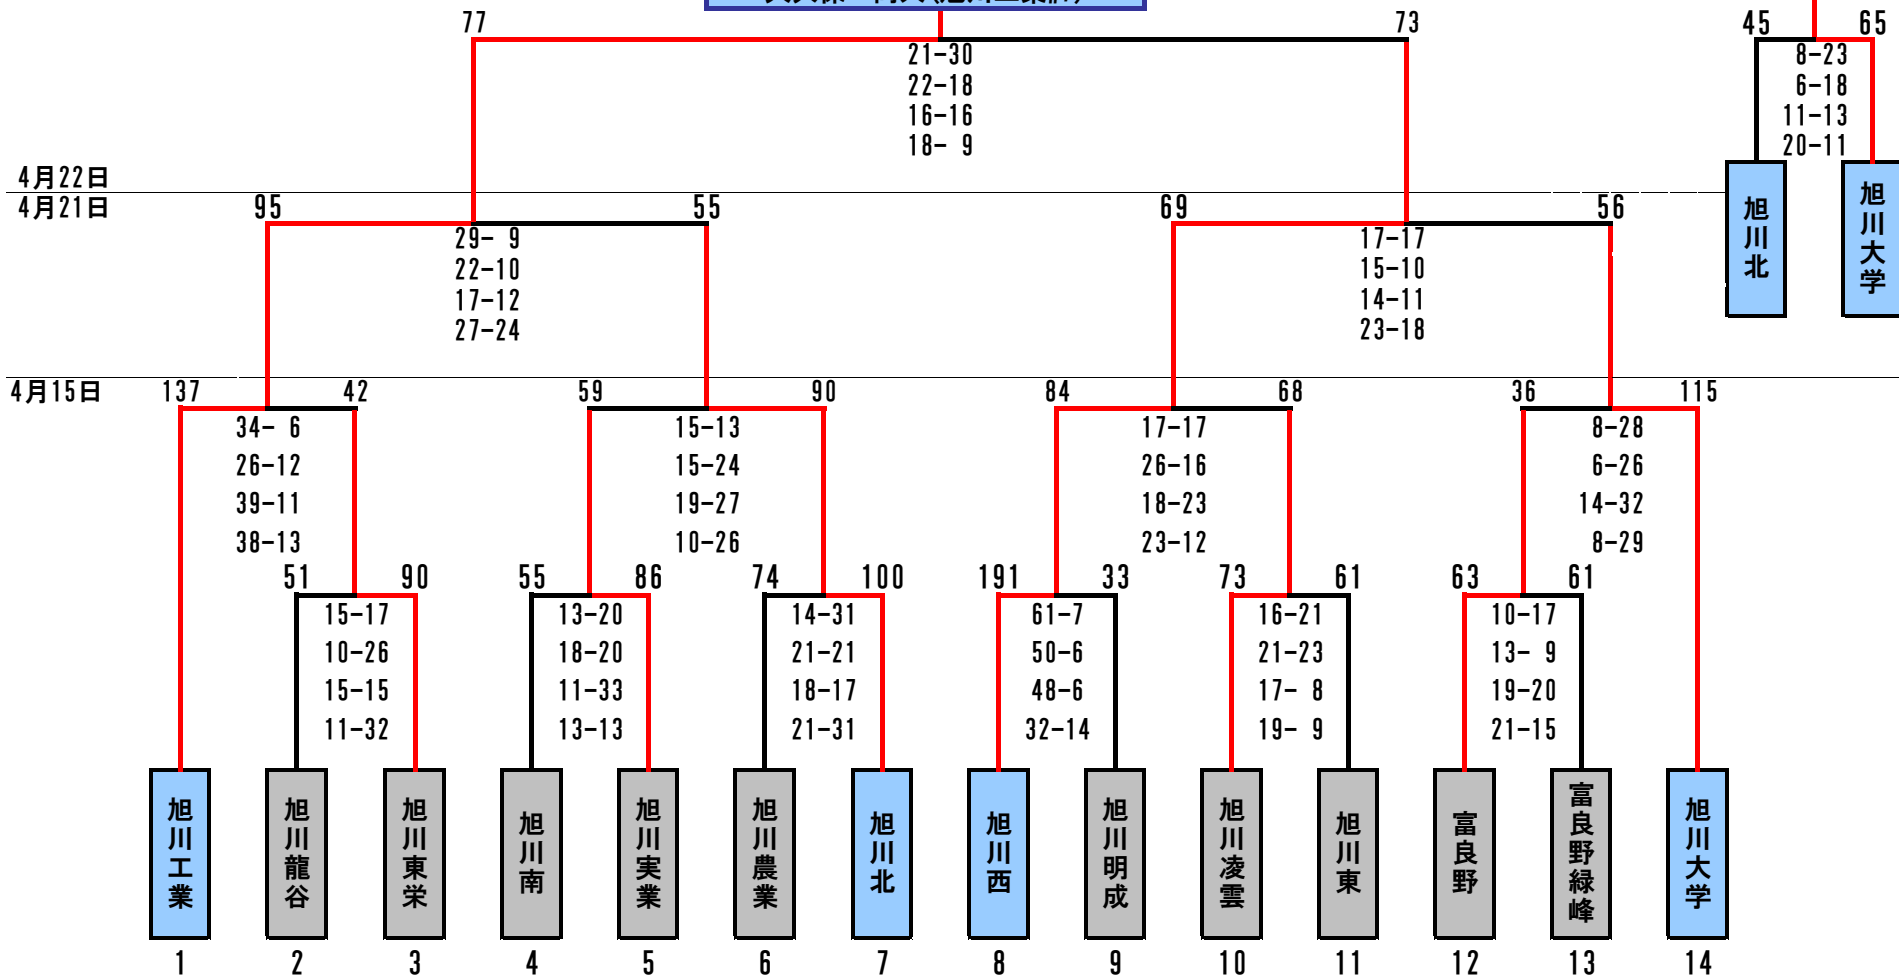 77 73 45 65
21-30 8-23
22-18 6-18
16-16 11-13
18- 9 20-11
4月22日
4月21日
旭川北
旭川大学
95 55 69 56
29- 9 17-17
22-10 15-10
17-12 14-11
27-24 23-18
4月15日
137 42 59 90 84 68 36 115
34- 6 15-13 17-17 8-28
26-12 15-24 26-16 6-26
39-11 19-27 18-23 14-32
38-13 10-26 23-12 8-29
51 90 55 86 74 100 191 33 73 61 63 61
15-17 13-20 14-31 61-7 16-21 10-17
10-26 18-20 21-21 50-6 21-23 13- 9
15-15 11-33 18-17 48-6 17- 8 19-20
11-32 13-13 21-31 32-14 19- 9 21-15
旭川工業
旭川龍谷
旭川東栄
旭川南
旭川実業
旭川農業
旭川北
旭川西
旭川明成
旭川凌雲
旭川東
富良野
富良野緑峰
旭川大学
1 2 3 4 5 6 7 8 9 10 11 12 13 14